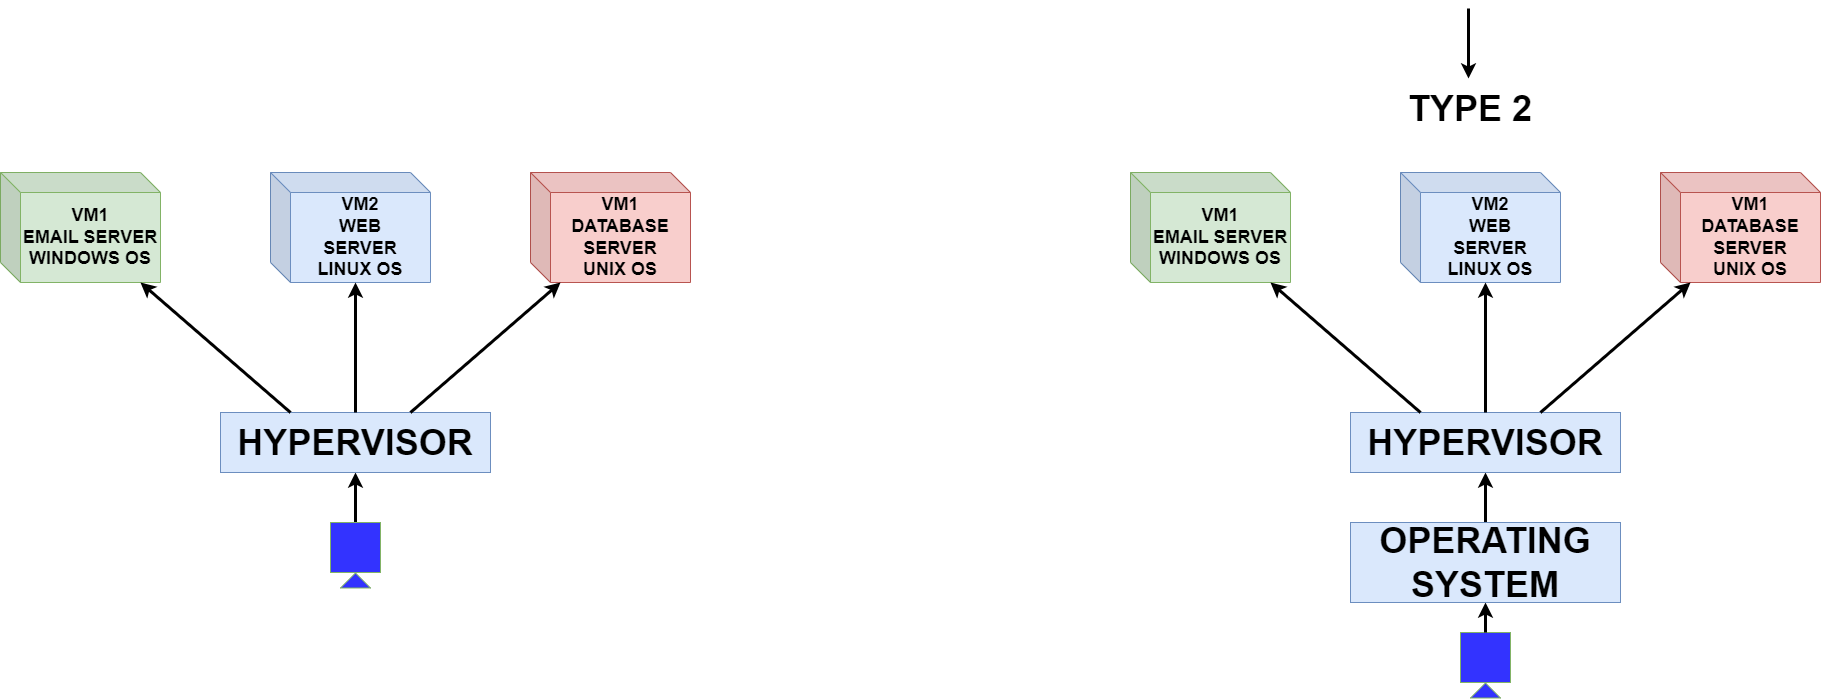 TYPE 2
VM1
EMAIL SERVER
WINDOWS OS
VM2
WEB
SERVER
LINUX OS
VM1
DATABASE
SERVER
UNIX OS
HYPERVISOR
VM1
EMAIL SERVER
WINDOWS OS
VM2
WEB
SERVER
LINUX OS
VM1
DATABASE
SERVER
UNIX OS
HYPERVISOR
OPERATING
SYSTEM